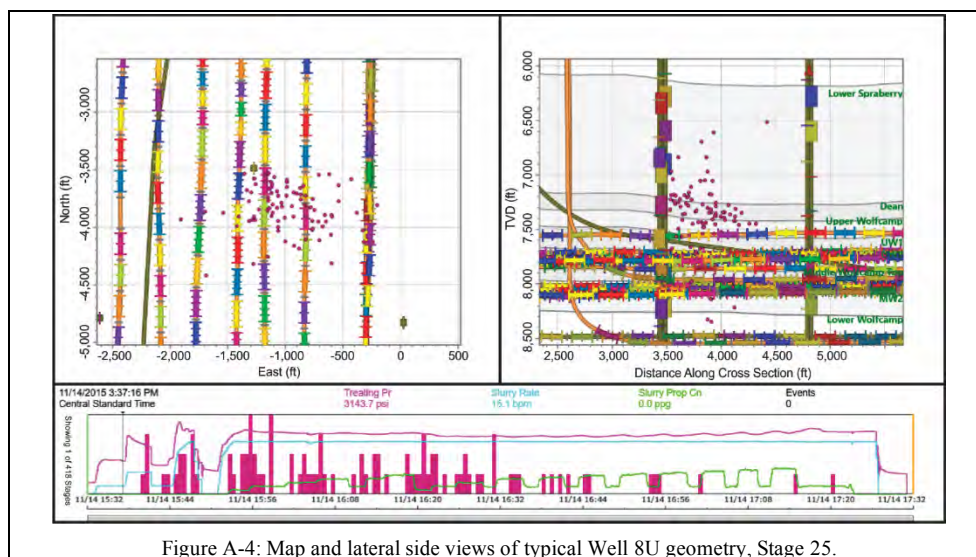 -3,000
-3,500
-4,000
-4,500
-5,000
North (ft)
-2,500 -2,000 -1,500 -1,000 -500 0 500
East (ft)
6,000
6,500
7,000
7,500
8,000
8,500
TVD (ft)
Lower Spraberry
Dean
Upper Wolfcamp
UW1
MW2
Lower Wolfcamp
2,500 3,000 3,500 4,000 4,500 5,000
Distance Along Cross Section (ft)
11/14/2015 3:37:16 PM Treating Pr Slurry Rate Slurry Prop Cn Events
Central Standard Time 3143.7 psi 15.1 bpm 0.0 ppg 0
Showing 1 of 418 Stages
11/14 15:32 11/14 15:44 11/14 15:56 11/14 16:08 11/14 16:20 11/14 16:32 11/14 16:44 11/14 16:56 11/14 17:08 11/14 17:20 11/14 17:32
Figure A-4: Map and lateral side views of typical Well 8U geometry, Stage 25.